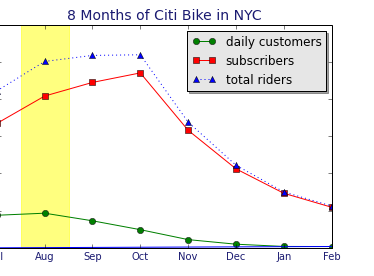 8 Months of Citi Bike in NYC
daily customers
subscribers
total riders
Aug Sep Oct Nov Dec Jan Feb